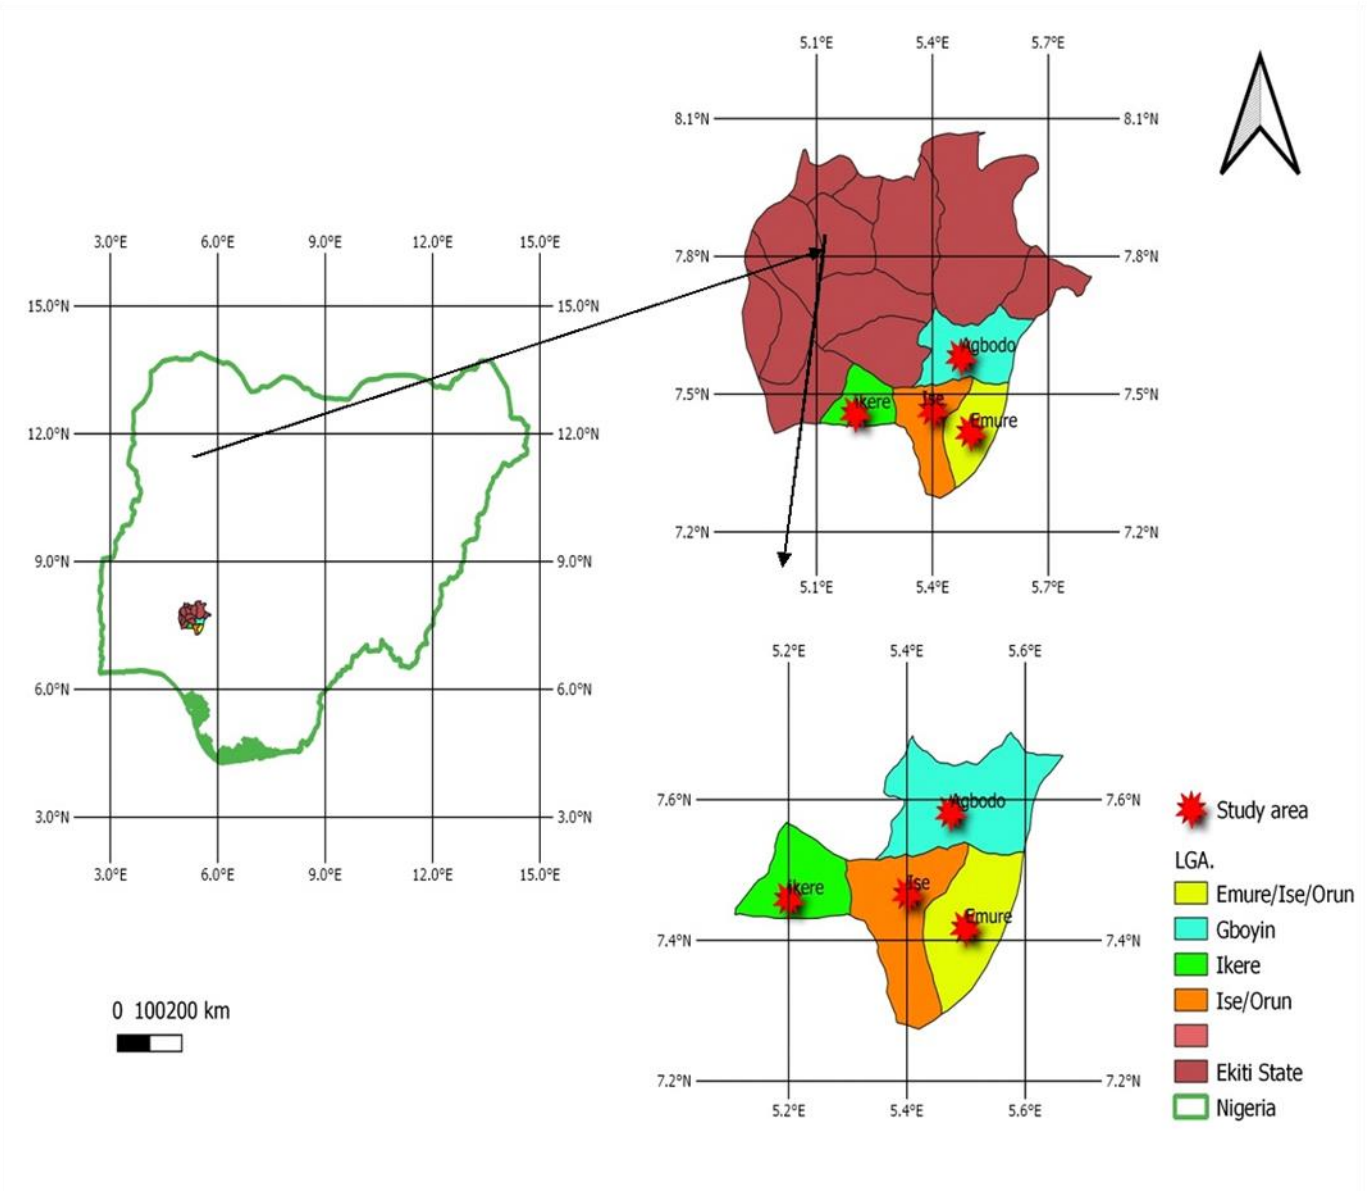 3.0°E 6.0°E 9.0°E 12.0°E 15.0°E
15.0°N 15.0°N
12.0°N 12.0°N
9.0°N 9.0°N
6.0°N 6.0°N
3.0°N 3.0°N
3.0°E 6.0°E 9.0°E 12.0°E 15.0°E
0 100200 km
5.1°E 5.4°E 5.7°E
8.1°N 8.1°N
7.8°N 7.8°N
Agbodo
7.5°N 7.5°N
Ikere Ise
Emure
7.2°N 7.2°N
5.1°E 5.4°E 5.7°E
5.2°E 5.4°E 5.6°E
7.6°N Agbodo 7.6°N
Ikere Ise
Emure
7.4°N 7.4°N
7.2°N 7.2°N
5.2°E 5.4°E 5.6°E
Study area
LGA.
Emure/Ise/Orun
Gboyin
Ikere
Ise/Orun
Ekiti State
Nigeria